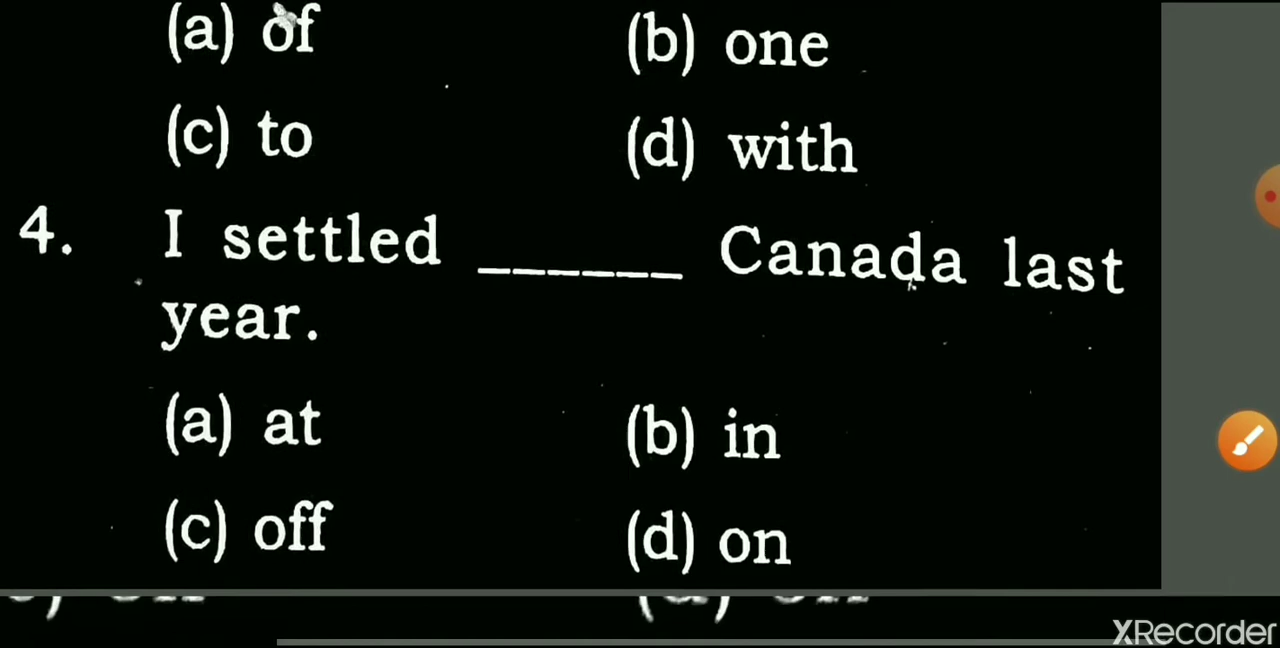 (a) of (b) one
(c) to (d) with
4. I settled ______ Canada last
year.
(a) at (b) in
(c) off (d) on
XRecorder